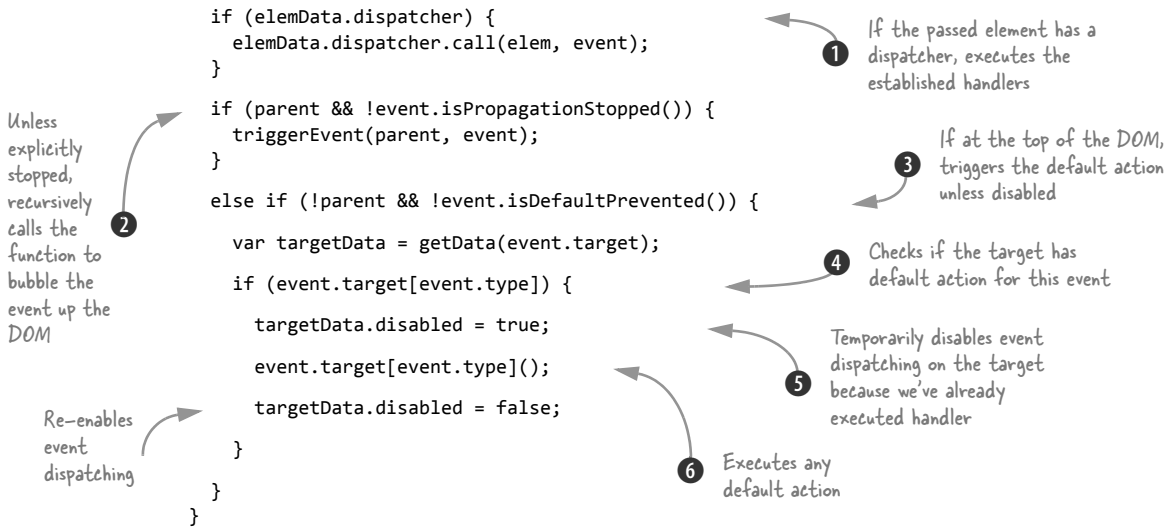 if (elemData.dispatcher) {
elemData.dispatcher.call(elem, event);
}
1
If the passed element has a
dispatcher, executes the
established handlers
if (parent && !event.isPropagationStopped()) {
triggerEvent(parent, event);
}
Unless
explicitly
stopped,
recursively
calls the
function to
bubble the
event up the
DOM
2
else if (!parent && !event.isDefaultPrevented()) {
3
If at the top of the DOM,
triggers the default action
unless disabled
var targetData = getData(event.target);
if (event.target[event.type]) {
4
Checks if the target has
default action for this event
targetData.disabled = true;
5
Temporarily disables event
dispatching on the target
because we've already
executed handler
event.target[event.type]();
6
Executes any
default action
targetData.disabled = false;
Re-enables
event
dispatching
}
}
}